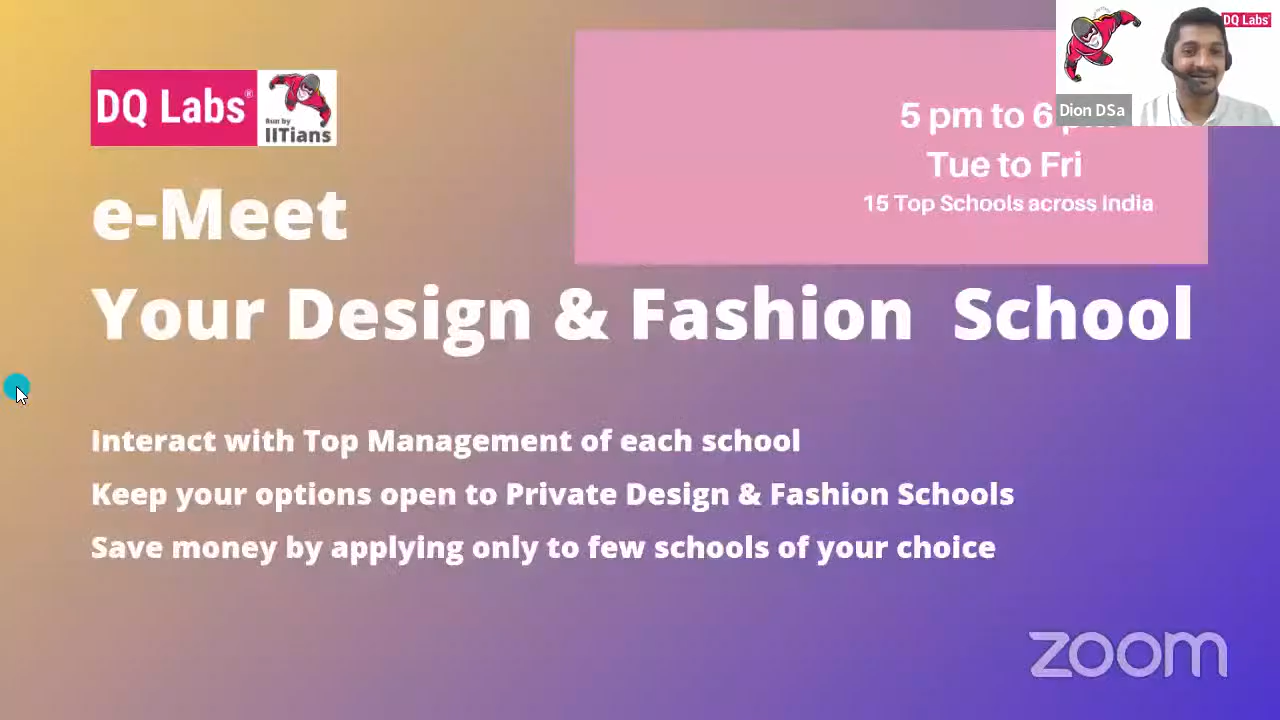 DQ Labs®
Run by
IITians
DQ Labs
Dion DSa
5 pm to 6
Tue to Fri
15 Top Schools across India
e-Meet
Your Design & Fashion School
Interact with Top Management of each school
Keep your options open to Private Design & Fashion Schools
Save money by applying only to few schools of your choice
zoom